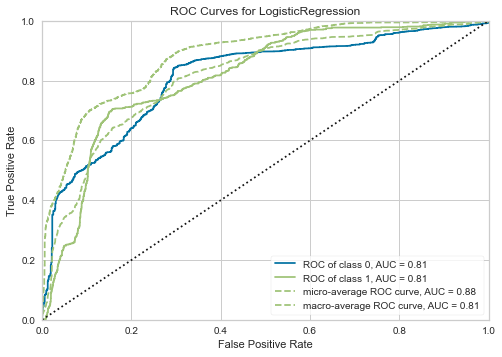 ROC Curves for LogisticRegression
1.0
0.8
0.6
0.4
0.2
0.0
True Positive Rate
ROC of class 0, AUC = 0.81
ROC of class 1, AUC = 0.81
micro-average ROC curve, AUC = 0.88
macro-average ROC curve, AUC = 0.81
0.0 0.2 0.4 0.6 0.8 1.0
False Positive Rate